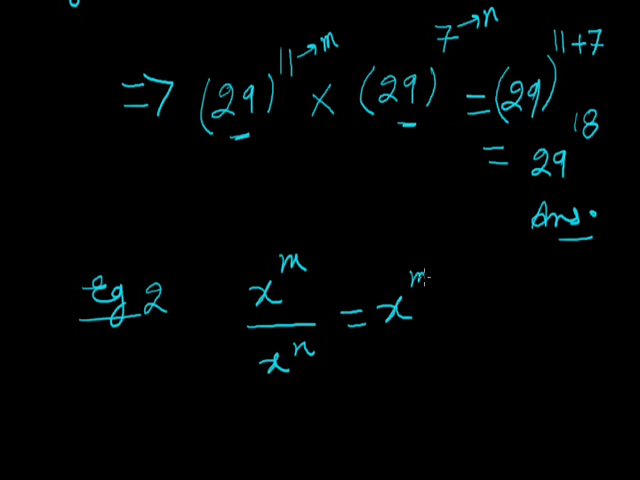 => (29)^11→m × (29)^7→n = (29)^11+7
= 29^18
Ans.
Eg 2 x^m / x^n = x^m